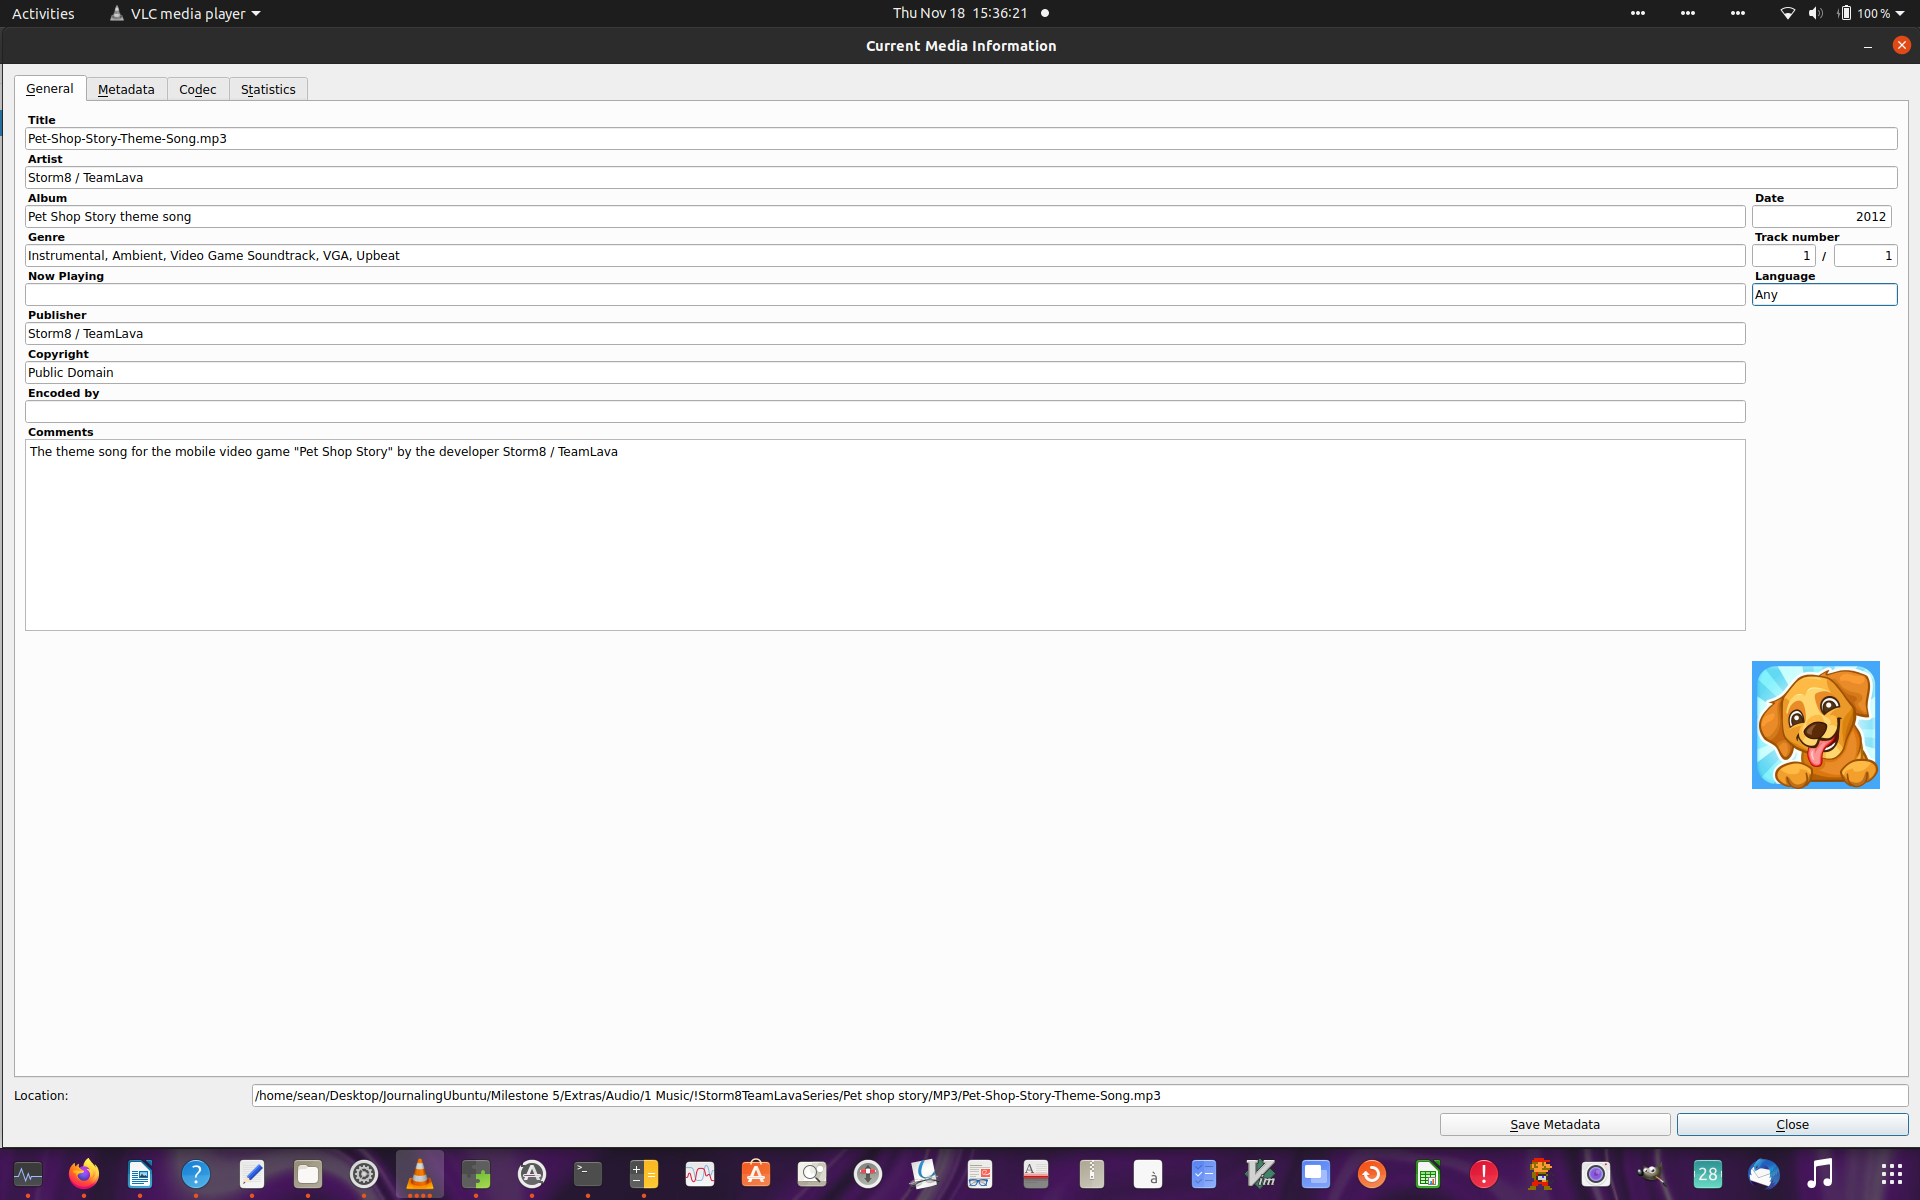 Activities VLC media player Thu Nov 18 15:36:21 100 %
Current Media Information
General Metadata Codec Statistics
Title
Pet-Shop-Story-Theme-Song.mp3
Artist
Storm8 / TeamLava
Album Date
Pet Shop Story theme song 2012
Genre Track number
Instrumental, Ambient, Video Game Soundtrack, VGA, Upbeat 1 / 1
Now Playing Language
Any
Publisher
Storm8 / TeamLava
Copyright
Public Domain
Encoded by
Comments
The theme song for the mobile video game "Pet Shop Story" by the developer Storm8 / TeamLava
Location: /home/sean/Desktop/JournalingUbuntu/Milestone 5/Extras/Audio/1 Music/!Storm8TeamLavaSeries/Pet shop story/MP3/Pet-Shop-Story-Theme-Song.mp3
Save Metadata Close
28